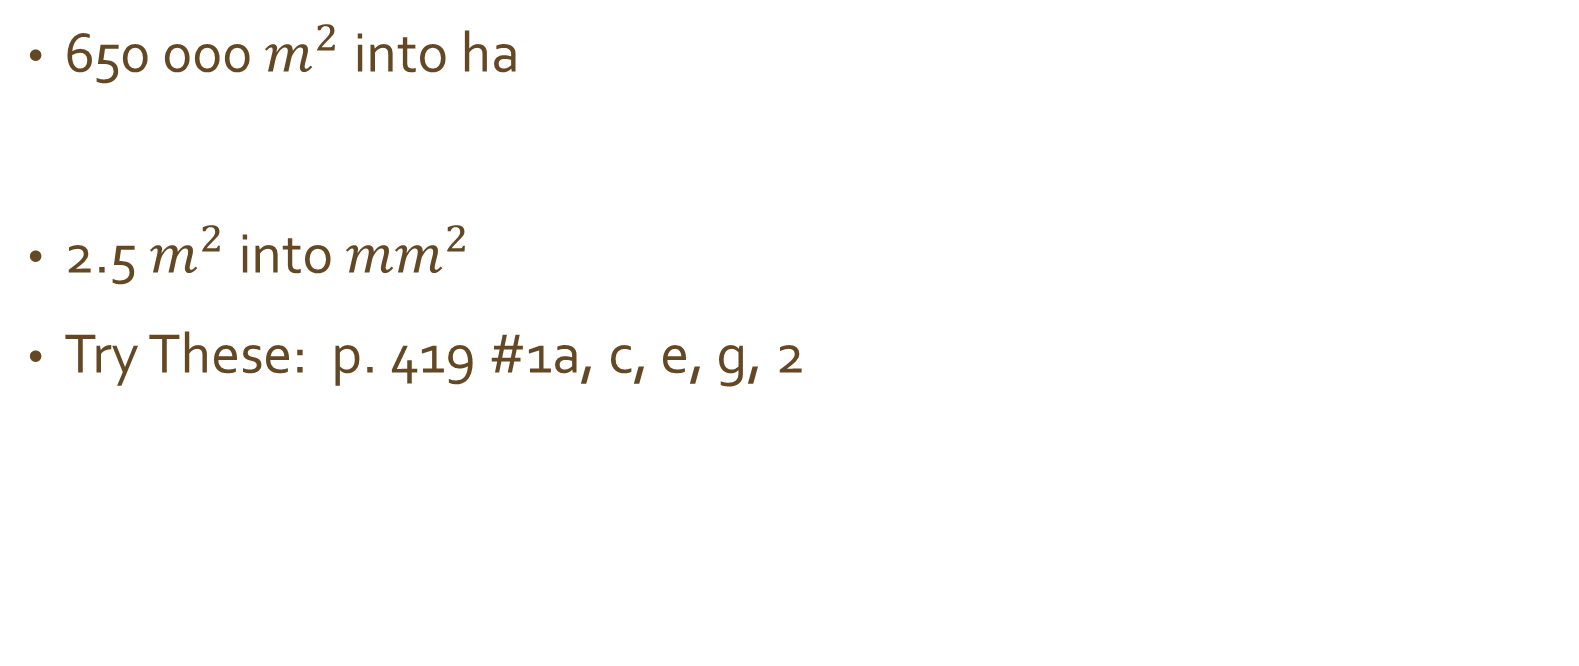 • 650 000 m² into ha
• 2.5 m² into mm²
• Try These: p. 419 #1a, c, e, g, 2